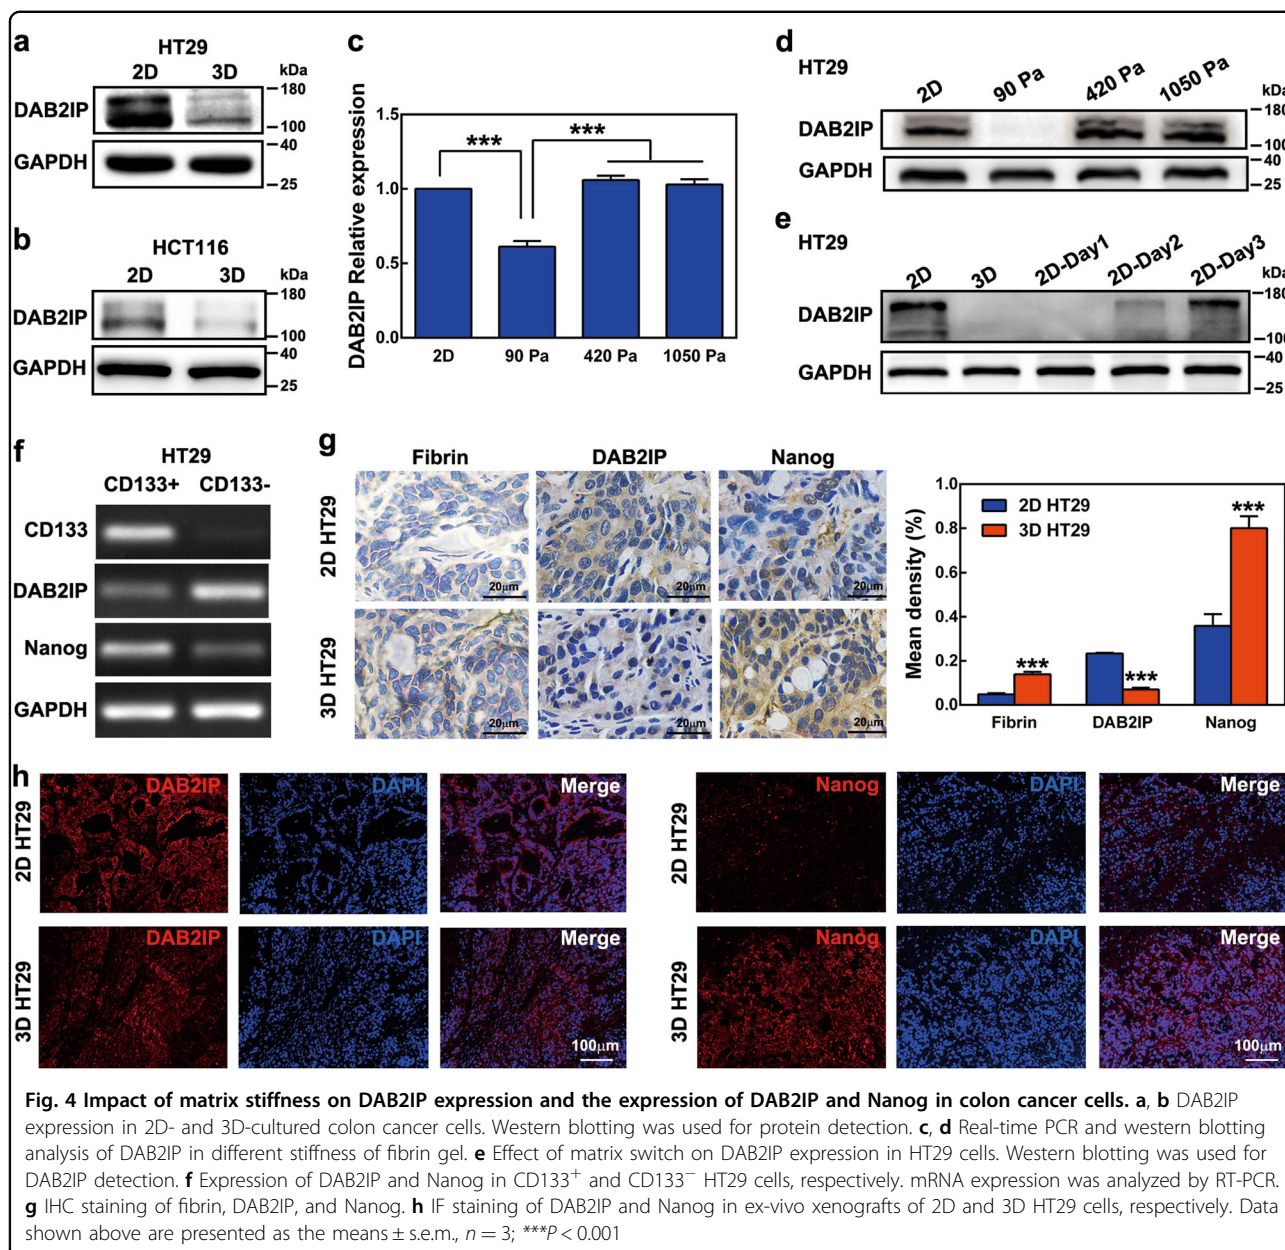 a
HT29
2D 3D kDa
DAB2IP
180
100
GAPDH
40
25
b
HCT116
2D 3D kDa
DAB2IP
180
100
GAPDH
40
25
c
DAB2IP Relative expression
1.5
1.0
0.5
0.0
*** ***
2D 90 Pa 420 Pa 1050 Pa
d
HT29
2D 90 Pa 420 Pa 1050 Pa kDa
DAB2IP
180
100
GAPDH
40
25
e
HT29
2D 3D 2D-Day1 2D-Day2 2D-Day3 kDa
DAB2IP
180
100
GAPDH
40
25
f
HT29
CD133+ CD133-
CD133
DAB2IP
Nanog
GAPDH
g
Fibrin DAB2IP Nanog
2D HT29
20μm 20μm 20μm
3D HT29
20μm 20μm 20μm
Mean density (%)
1.0
0.8
0.6
0.4
0.2
0.0
2D HT29
3D HT29
*** *** ***
Fibrin DAB2IP Nanog
h
2D HT29
DAB2IP DAPI Merge
3D HT29
DAB2IP DAPI Merge
100μm
2D HT29
Nanog DAPI Merge
3D HT29
Nanog DAPI Merge
100μm
Fig. 4 Impact of matrix stiffness on DAB2IP expression and the expression of DAB2IP and Nanog in colon cancer cells. a, b DAB2IP
expression in 2D- and 3D-cultured colon cancer cells. Western blotting was used for protein detection. c, d Real-time PCR and western blotting
analysis of DAB2IP in different stiffness of fibrin gel. e Effect of matrix switch on DAB2IP expression in HT29 cells. Western blotting was used for
DAB2IP detection. f Expression of DAB2IP and Nanog in CD133⁺ and CD133⁻ HT29 cells, respectively. mRNA expression was analyzed by RT-PCR.
g IHC staining of fibrin, DAB2IP, and Nanog. h IF staining of DAB2IP and Nanog in ex-vivo xenografts of 2D and 3D HT29 cells, respectively. Data
shown above are presented as the means ± s.e.m., n = 3; ***P < 0.001